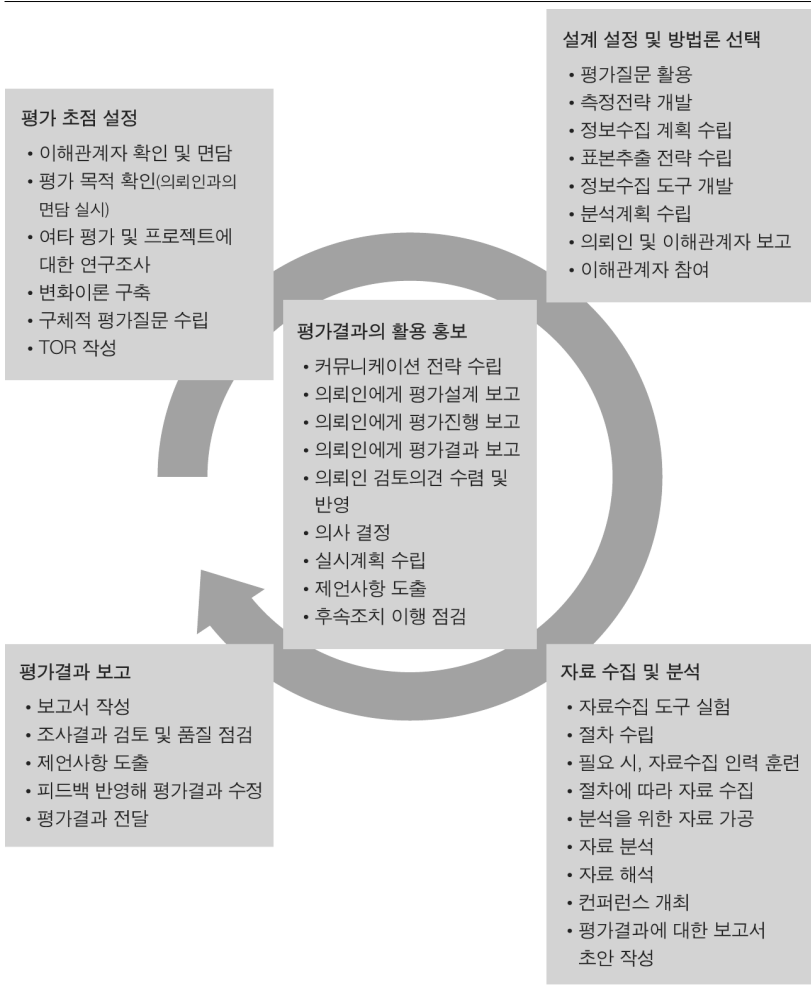 평가 초점 설정
• 이해관계자 확인 및 면담
• 평가 목적 확인(의뢰인과의
면담 실시)
• 여타 평가 및 프로젝트에
대한 연구조사
• 변화이론 구축
• 구체적 평가질문 수립
• TOR 작성
설계 설정 및 방법론 선택
• 평가질문 활용
• 측정전략 개발
• 정보수집 계획 수립
• 표본추출 전략 수립
• 정보수집 도구 개발
• 분석계획 수립
• 의뢰인 및 이해관계자 보고
• 이해관계자 참여
평가결과의 활용 홍보
• 커뮤니케이션 전략 수립
• 의뢰인에게 평가설계 보고
• 의뢰인에게 평가진행 보고
• 의뢰인에게 평가결과 보고
• 의뢰인 검토의견 수렴 및
반영
• 의사 결정
• 실시계획 수립
• 제언사항 도출
• 후속조치 이행 점검
평가결과 보고
• 보고서 작성
• 조사결과 검토 및 품질 점검
• 제언사항 도출
• 피드백 반영해 평가결과 수정
• 평가결과 전달
자료 수집 및 분석
• 자료수집 도구 실험
• 절차 수립
• 필요 시, 자료수집 인력 훈련
• 절차에 따라 자료 수집
• 분석을 위한 자료 가공
• 자료 분석
• 자료 해석
• 컨퍼런스 개최
• 평가결과에 대한 보고서
초안 작성